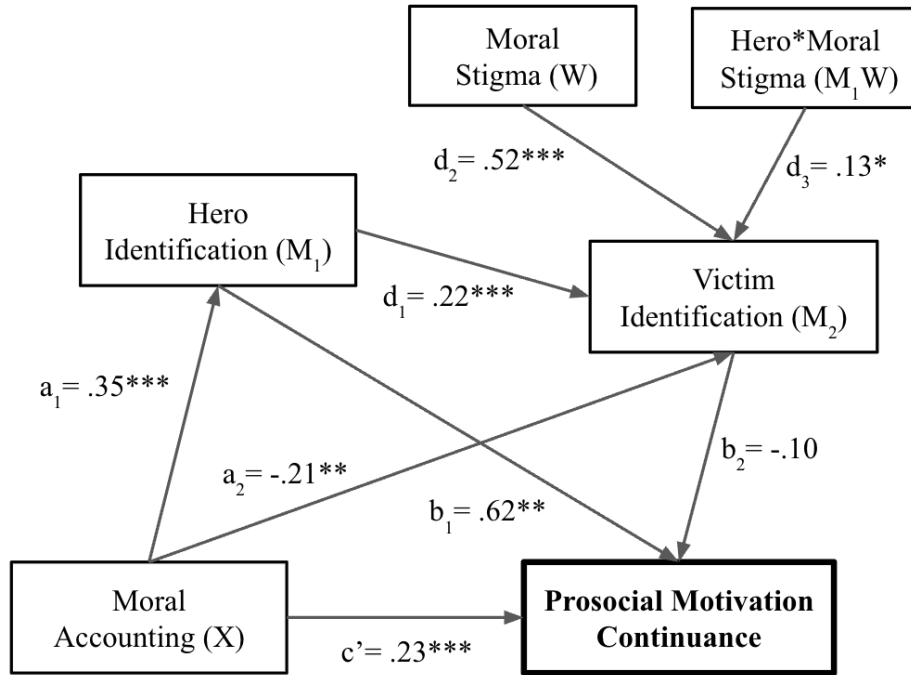 Moral
Stigma (W)
Hero*Moral
Stigma (M₁W)
d₂= .52***
d₃= .13*
Hero
Identification (M₁)
d₁= .22***
Victim
Identification (M₂)
a₁= .35***
a₂= -.21**
b₁= .62**
b₂= -.10
Moral
Accounting (X)
c’= .23***
Prosocial Motivation
Continuance